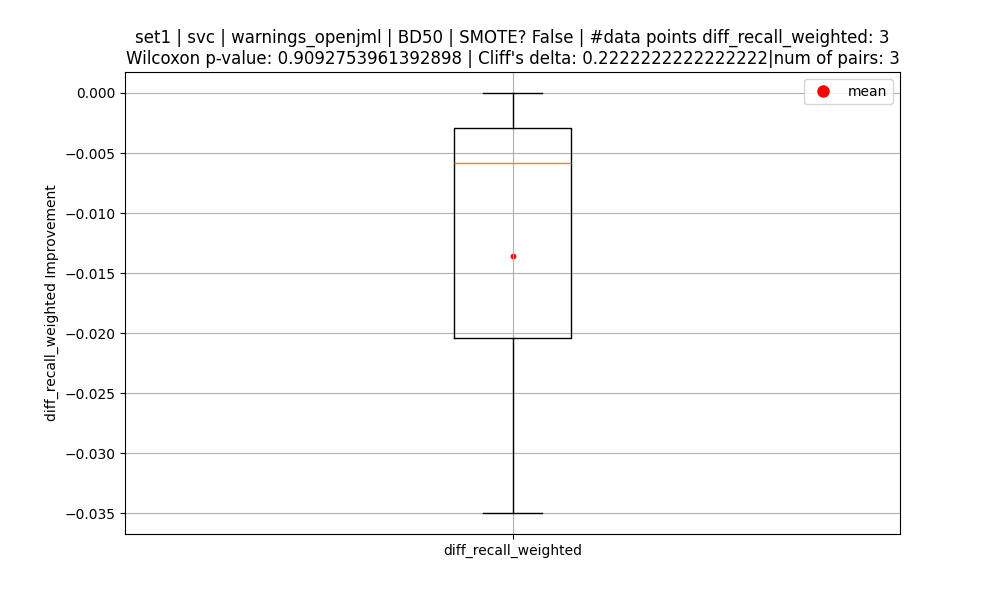 set1 | svc | warnings_openjml | BD50 | SMOTE? False | #data points diff_recall_weighted: 3
Wilcoxon p-value: 0.9092753961392898 | Cliff's delta: 0.2222222222222222|num of pairs: 3
mean
0.000
−0.005
−0.010
−0.015
−0.020
−0.025
−0.030
−0.035
diff_recall_weighted Improvement
diff_recall_weighted